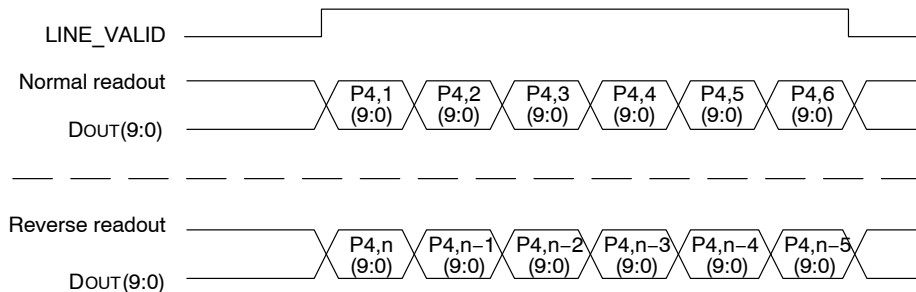 LINE_VALID
Normal readout
P4,1 P4,2 P4,3 P4,4 P4,5 P4,6
(9:0) (9:0) (9:0) (9:0) (9:0) (9:0)
DOUT(9:0)
Reverse readout
P4,n P4,n−1 P4,n−2 P4,n−3 P4,n−4 P4,n−5
(9:0) (9:0) (9:0) (9:0) (9:0) (9:0)
DOUT(9:0)